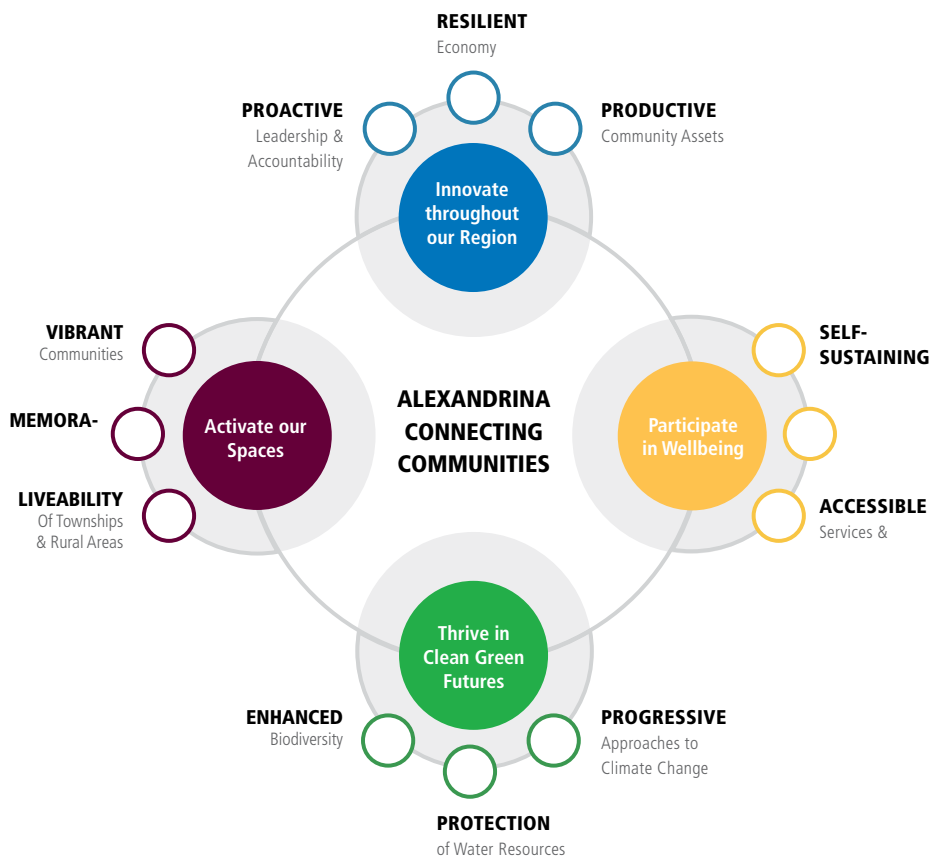 RESILIENT
Economy
PROACTIVE
Leadership &
Accountability
PRODUCTIVE
Community Assets
Innovate
throughout
our Region
VIBRANT
Communities
MEMORA-
LIVEABILITY
Of Townships
& Rural Areas
Activate our
Spaces
ALEXANDRINA
CONNECTING
COMMUNITIES
Participate
in Wellbeing
SELF-
SUSTAINING
ACCESSIBLE
Services &
Thrive in
Clean Green
Futures
ENHANCED
Biodiversity
PROGRESSIVE
Approaches to
Climate Change
PROTECTION
of Water Resources